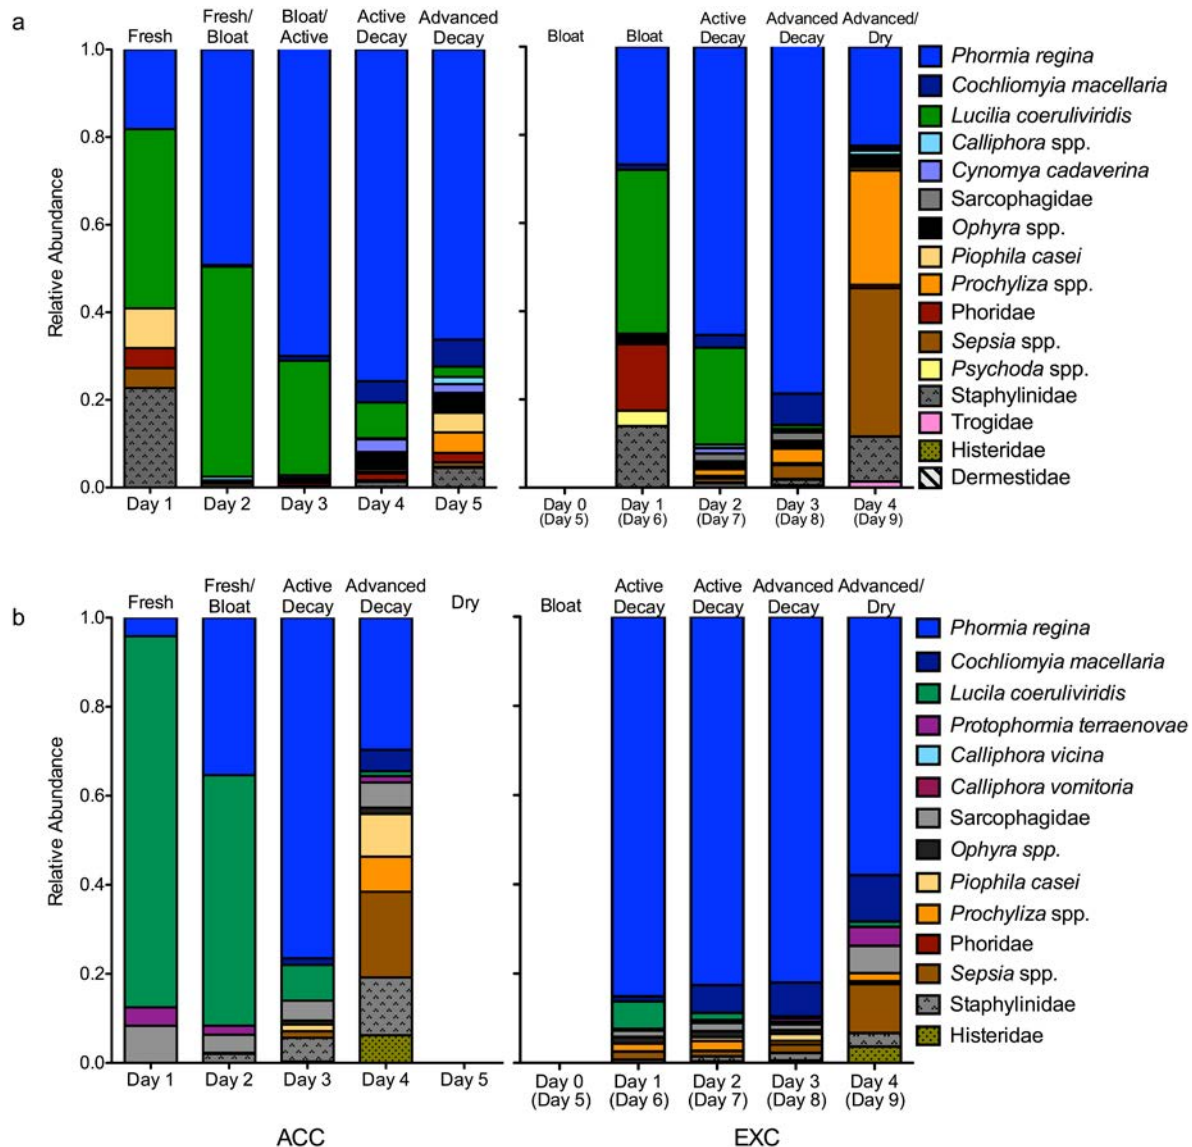 a
Fresh
Fresh/
Bloat
Bloat/
Active
Active
Decay
Advanced
Decay
Bloat
Bloat
Active
Decay
Advanced
Decay
Advanced/
Dry
Relative Abundance
1.0
0.8
0.6
0.4
0.2
0.0
Day 1
Day 2
Day 3
Day 4
Day 5
Day 0
(Day 5)
Day 1
(Day 6)
Day 2
(Day 7)
Day 3
(Day 8)
Day 4
(Day 9)
Phormia regina
Cochliomyia macellaria
Lucilia coeruliviridis
Calliphora spp.
Cynomya cadaverina
Sarcophagidae
Ophyra spp.
Piophila casei
Prochyliza spp.
Phoridae
Sepsia spp.
Psychoda spp.
Staphylinidae
Trogidae
Histeridae
Dermestidae
b
Fresh
Fresh/
Bloat
Active
Decay
Advanced
Decay
Dry
Bloat
Active
Decay
Active
Decay
Advanced
Decay
Advanced/
Dry
Relative Abundance
1.0
0.8
0.6
0.4
0.2
0.0
Day 1
Day 2
Day 3
Day 4
Day 5
Day 0
(Day 5)
Day 1
(Day 6)
Day 2
(Day 7)
Day 3
(Day 8)
Day 4
(Day 9)
Phormia regina
Cochliomyia macellaria
Lucila coeruliviridis
Protophormia terraenovae
Calliphora vicina
Calliphora vomitoria
Sarcophagidae
Ophyra spp.
Piophila casei
Prochyliza spp.
Phoridae
Sepsia spp.
Staphylinidae
Histeridae
ACC
EXC